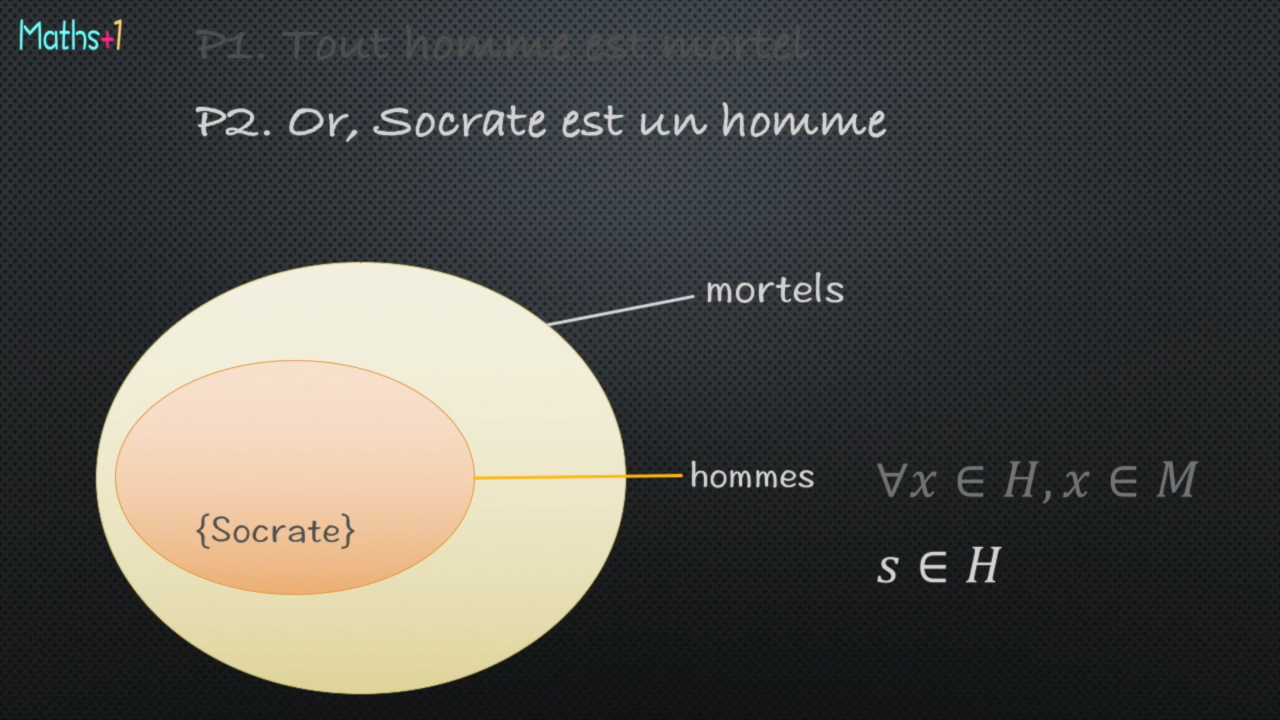 Maths+1
P1. Tout homme est mortel
P2. Or, Socrate est un homme
mortels
hommes
∀x ∈ H, x ∈ M
{Socrate}
s ∈ H